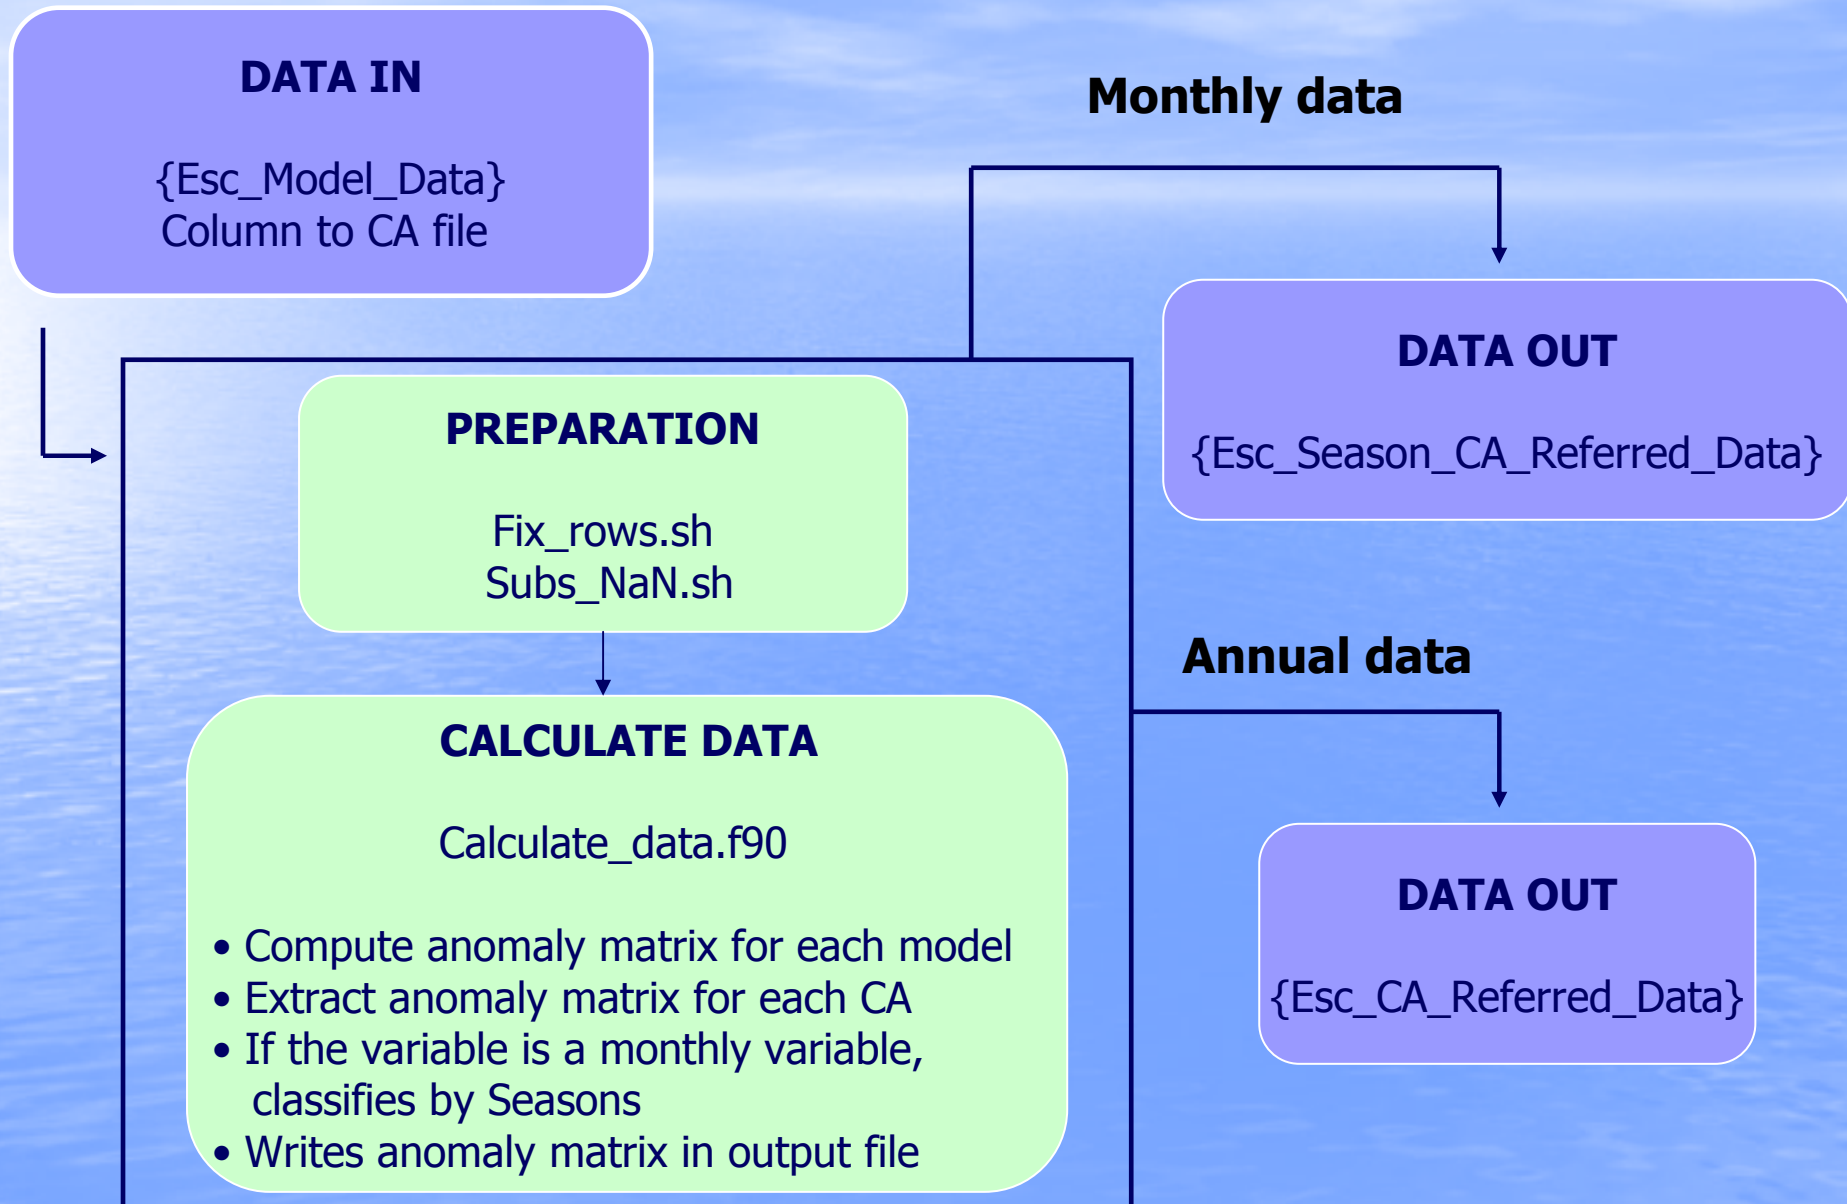 DATA IN
{Esc_Model_Data}
Column to CA file
Monthly data
DATA OUT
{Esc_Season_CA_Referred_Data}
PREPARATION
Fix_rows.sh
Subs_NaN.sh
Annual data
CALCULATE DATA
Calculate_data.f90
• Compute anomaly matrix for each model
• Extract anomaly matrix for each CA
• If the variable is a monthly variable,
classifies by Seasons
• Writes anomaly matrix in output file
DATA OUT
{Esc_CA_Referred_Data}